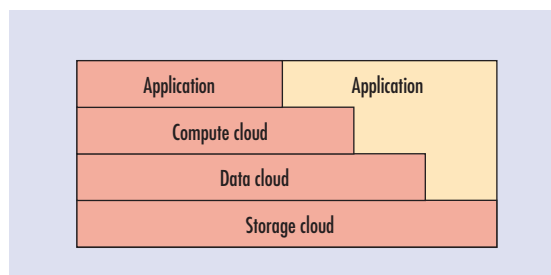 Application
Application
Compute cloud
Data cloud
Storage cloud